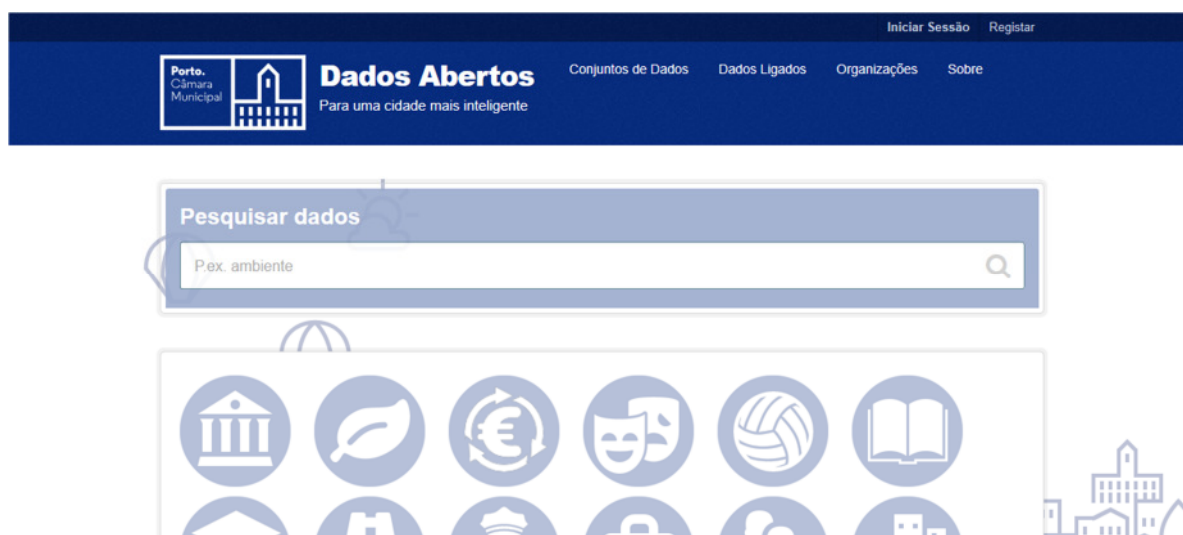 Iniciar Sessão Registar
Porto.
Câmara
Municipal
Dados Abertos
Para uma cidade mais inteligente
Conjuntos de Dados Dados Ligados Organizações Sobre
Pesquisar dados
P.ex. ambiente
€